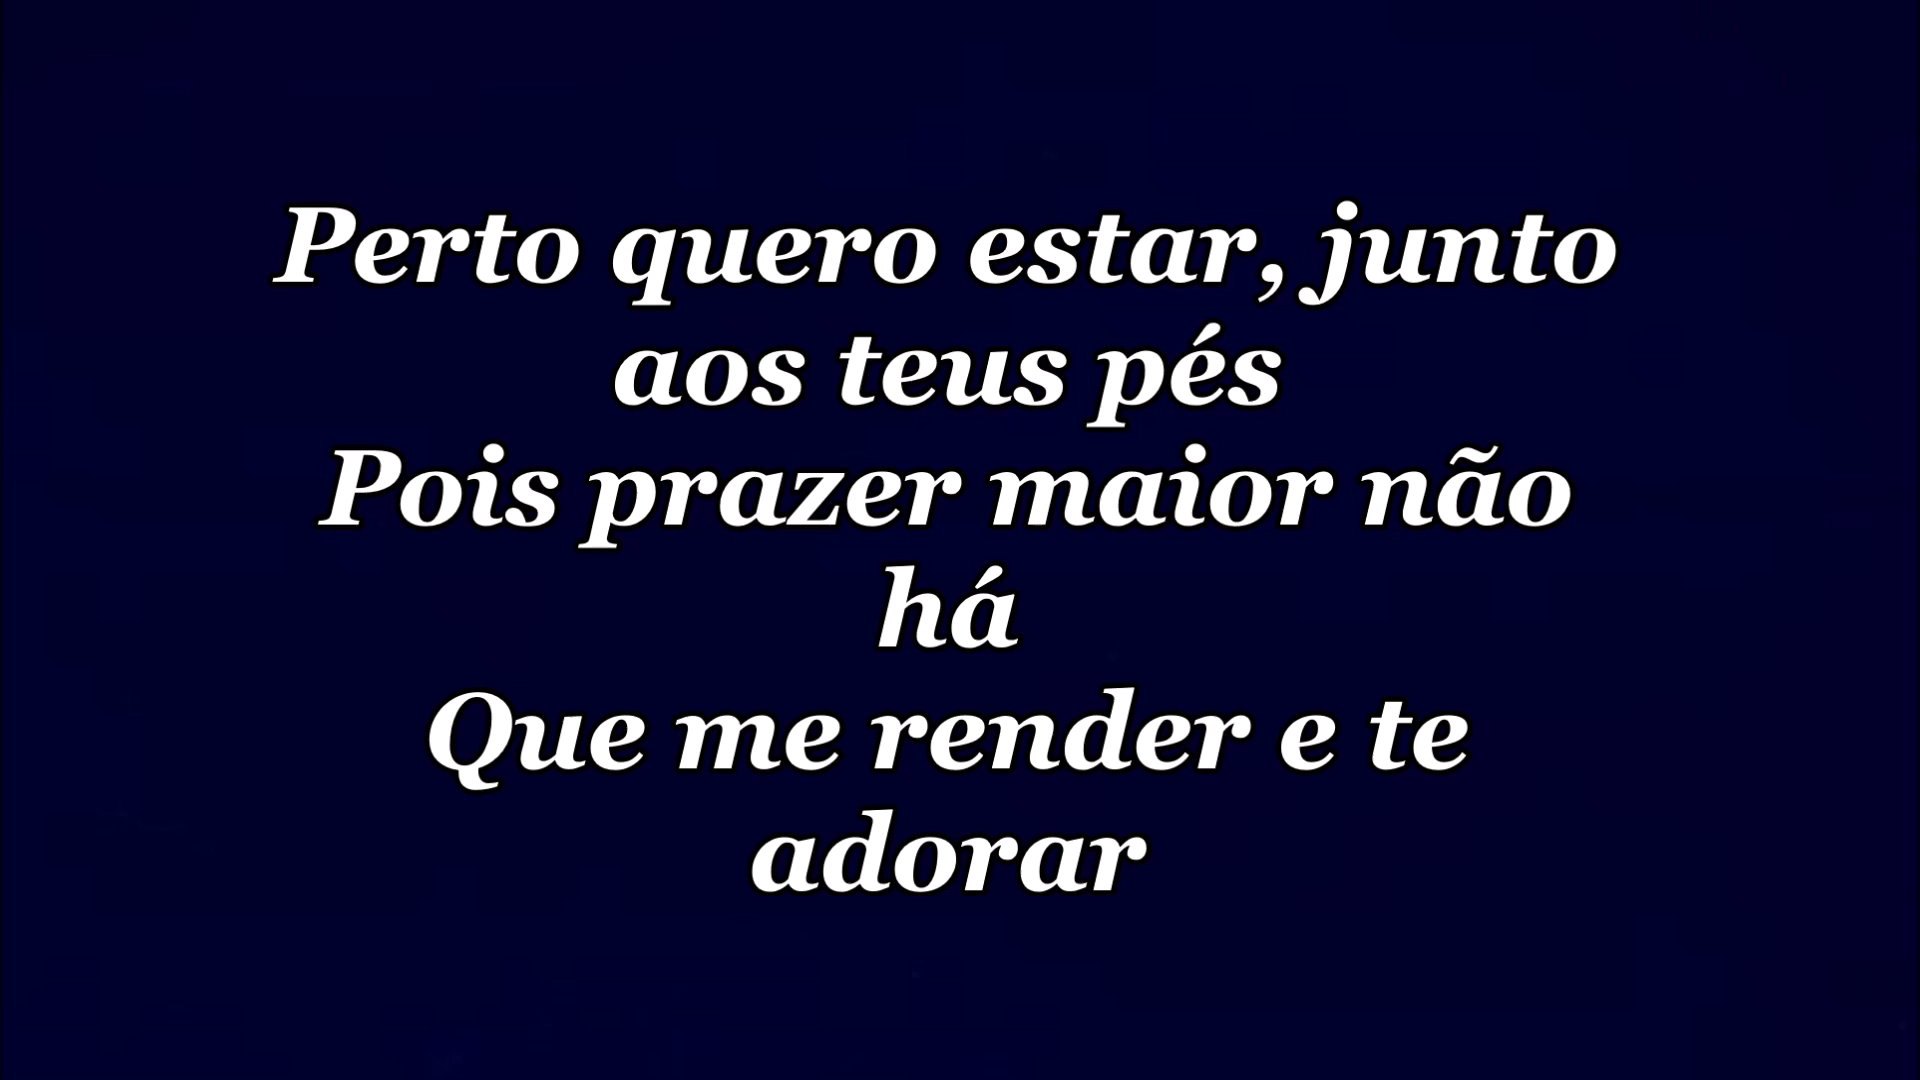 Perto quero estar, junto
aos teus pés
Pois prazer maior não
há
Que me render e te
adorar